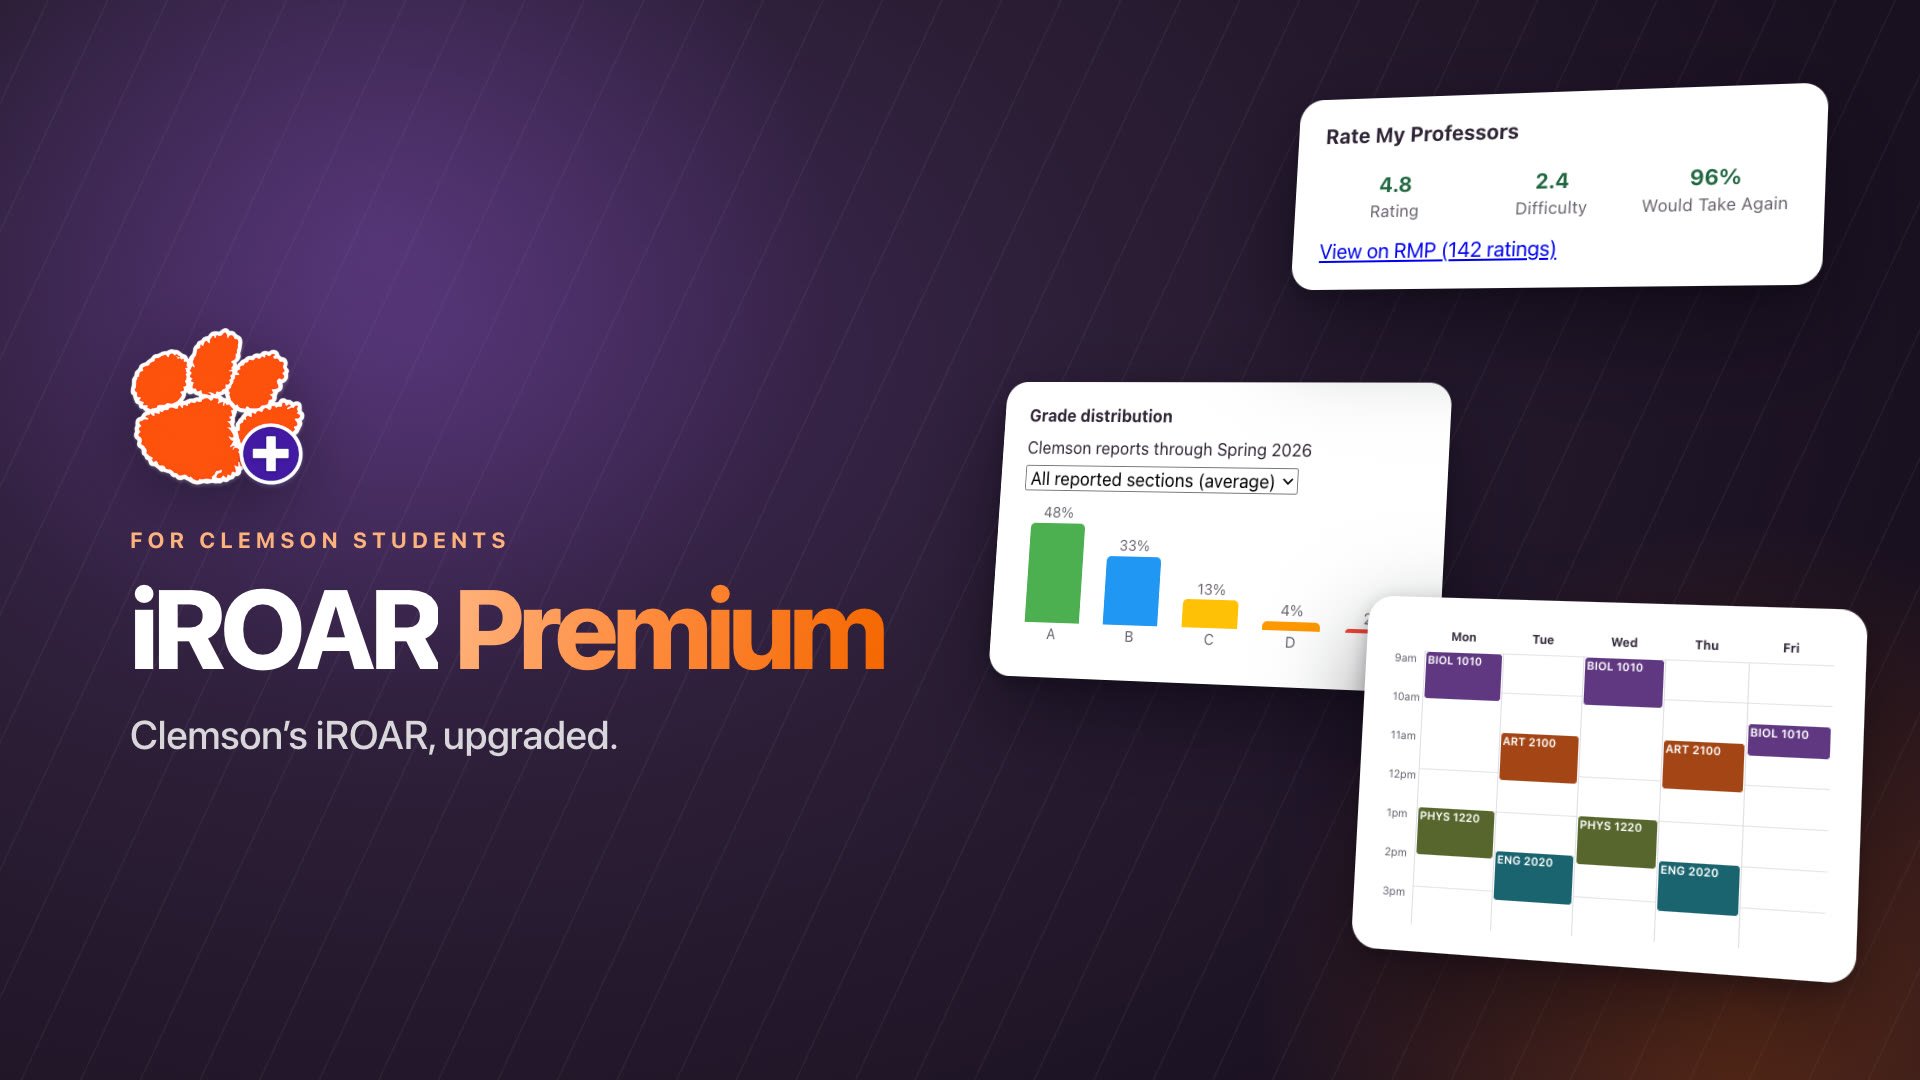 FOR CLEMSON STUDENTS
iROAR Premium
Clemson’s iROAR, upgraded.
Rate My Professors
4.8 2.4 96%
Rating Difficulty Would Take Again
View on RMP (142 ratings)
Grade distribution
Clemson reports through Spring 2026
All reported sections (average)
48% 33% 13% 4%
A B C D
Mon Tue Wed Thu Fri
9am BIOL 1010 BIOL 1010
10am
11am ART 2100 ART 2100 BIOL 1010
12pm
1pm PHYS 1220 PHYS 1220
2pm ENG 2020 ENG 2020
3pm